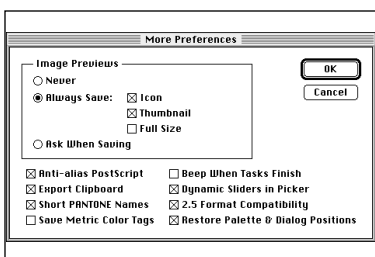 More Preferences
Image Previews
Never
Always Save:
Icon
Thumbnail
Full Size
Ask When Saving
OK
Cancel
Anti-alias PostScript
Beep When Tasks Finish
Export Clipboard
Dynamic Sliders in Picker
Short PANTONE Names
2.5 Format Compatibility
Save Metric Color Tags
Restore Palette & Dialog Positions